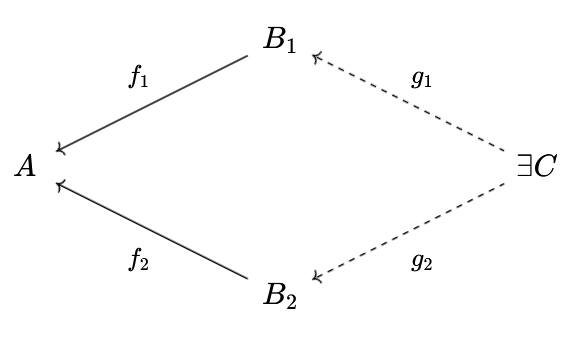 B₁
f₁
g₁
A
∃C
f₂
g₂
B₂